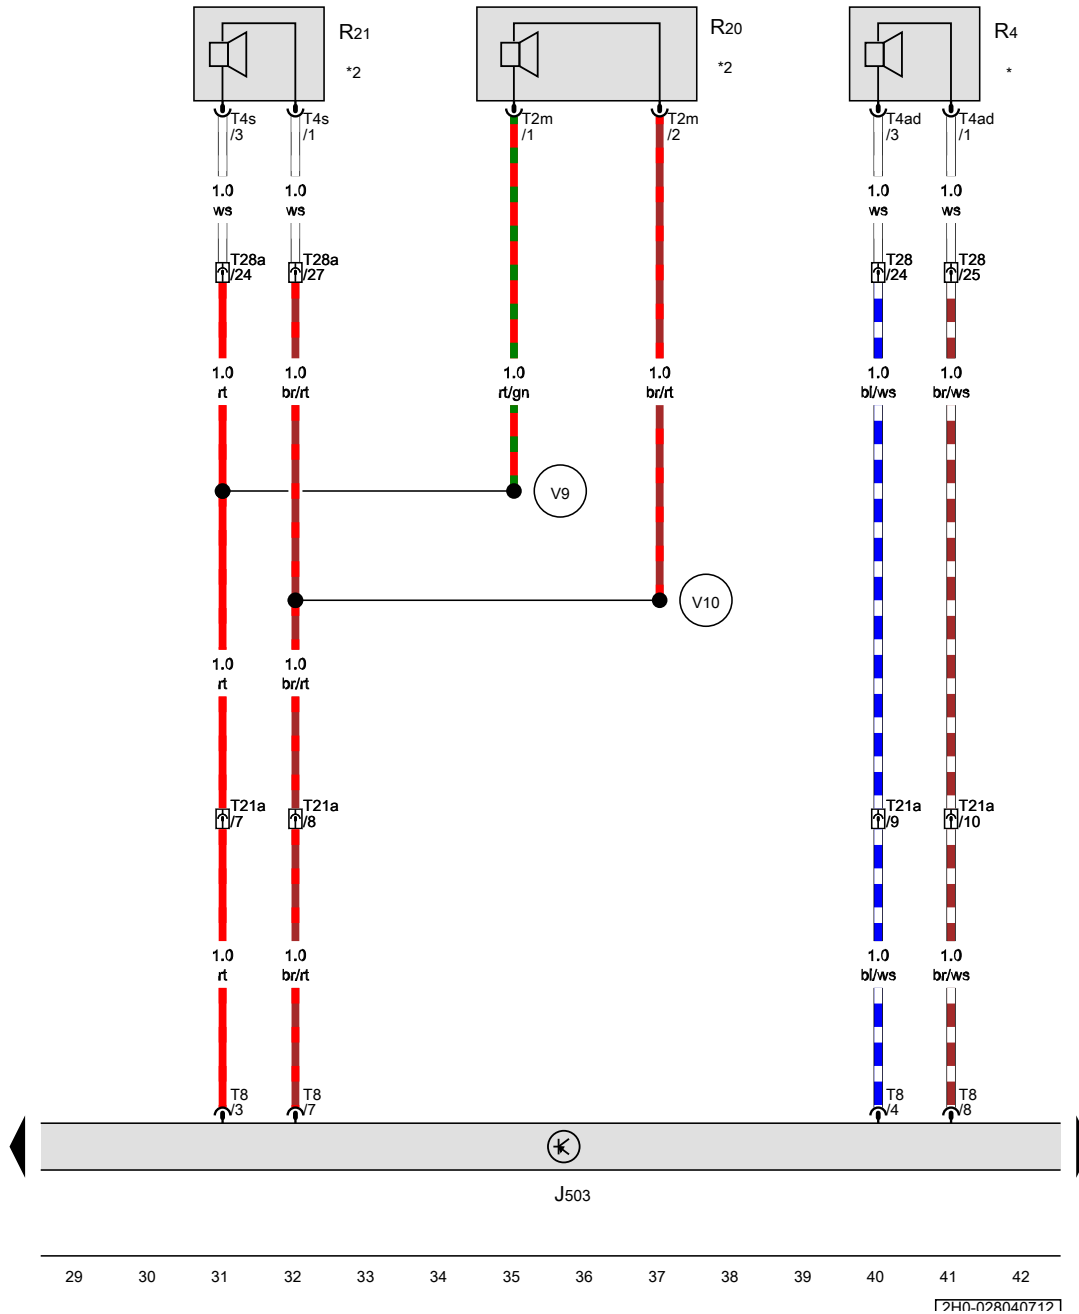 R21
*2
R20
*2
R4
*
T4s
/3
T4s
/1
T2m
/1
T2m
/2
T4ad
/3
T4ad
/1
1.0
ws
1.0
ws
1.0
ws
1.0
ws
T28a
/24
T28a
/27
T28
/24
T28
/25
1.0
rt
1.0
br/rt
1.0
rt/gn
1.0
br/rt
1.0
bl/ws
1.0
br/ws
V9
V10
1.0
rt
1.0
br/rt
T21a
/7
T21a
/8
T21a
/9
T21a
/10
1.0
rt
1.0
br/rt
1.0
bl/ws
1.0
br/ws
T8
/3
T8
/7
T8
/4
T8
/8
J503
29 30 31 32 33 34 35 36 37 38 39 40 41 42
2H0-028040712